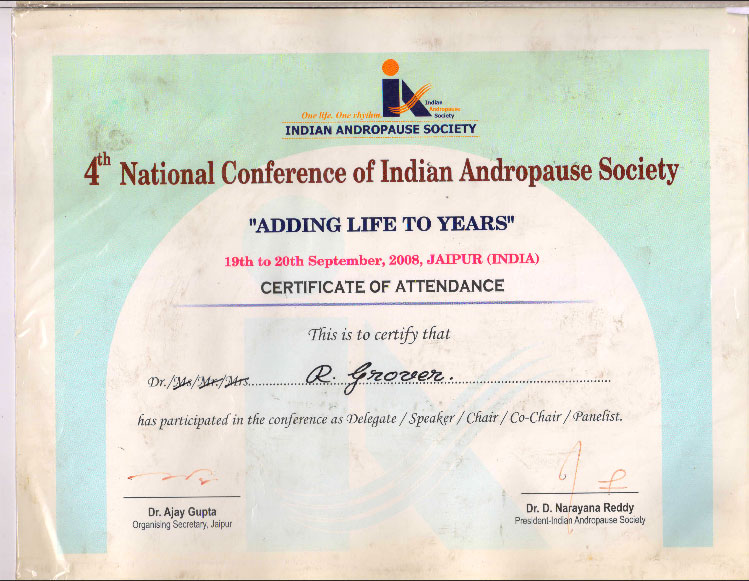 One life. One rhythm
Indian
Andropause
Society
INDIAN ANDROPAUSE SOCIETY
4th National Conference of Indian Andropause Society
"ADDING LIFE TO YEARS"
19th to 20th September, 2008, JAIPUR (INDIA)
CERTIFICATE OF ATTENDANCE
This is to certify that
Dr./Ms/Mr./Mrs. R. Grover.
has participated in the conference as Delegate / Speaker / Chair / Co-Chair / Panelist.
Dr. Ajay Gupta
Organising Secretary, Jaipur
Dr. D. Narayana Reddy
President-Indian Andropause Society